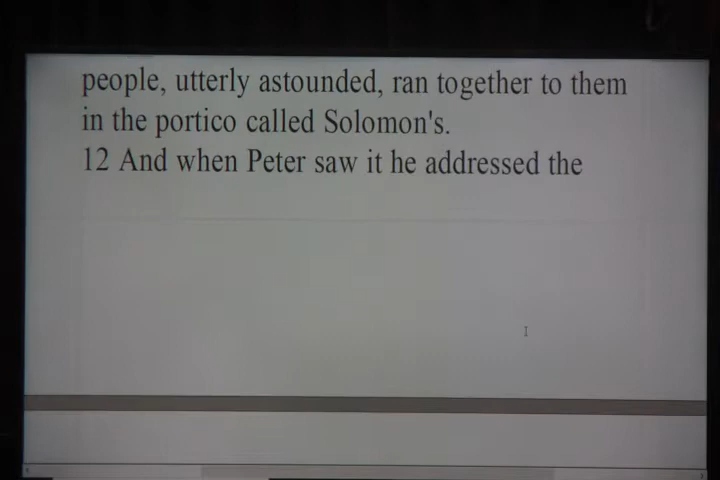 people, utterly astounded, ran together to them
in the portico called Solomon's.
12 And when Peter saw it he addressed the